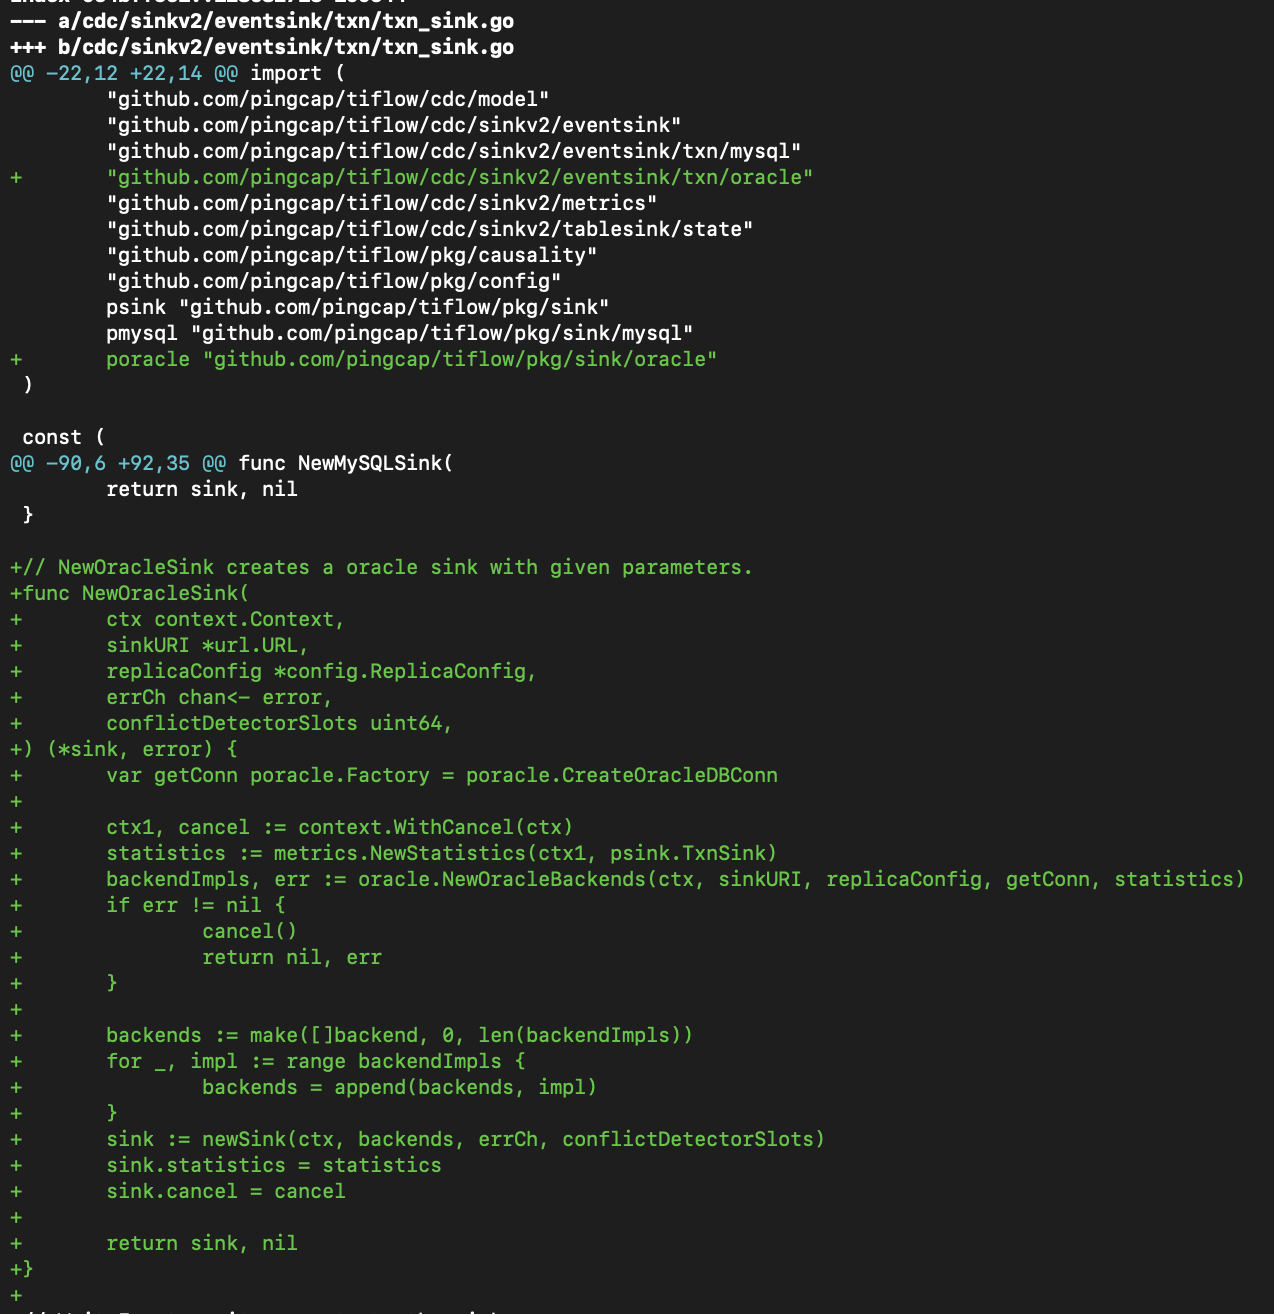 --- a/cdc/sinkv2/eventsink/txn/txn_sink.go
+++ b/cdc/sinkv2/eventsink/txn/txn_sink.go
@@ -22,12 +22,14 @@ import (
        "github.com/pingcap/tiflow/cdc/model"
        "github.com/pingcap/tiflow/cdc/sinkv2/eventsink"
        "github.com/pingcap/tiflow/cdc/sinkv2/eventsink/txn/mysql"
+       "github.com/pingcap/tiflow/cdc/sinkv2/eventsink/txn/oracle"
        "github.com/pingcap/tiflow/cdc/sinkv2/metrics"
        "github.com/pingcap/tiflow/cdc/sinkv2/tablesink/state"
        "github.com/pingcap/tiflow/pkg/causality"
        "github.com/pingcap/tiflow/pkg/config"
        psink "github.com/pingcap/tiflow/pkg/sink"
        pmysql "github.com/pingcap/tiflow/pkg/sink/mysql"
+       poracle "github.com/pingcap/tiflow/pkg/sink/oracle"
 )

 const (
@@ -90,6 +92,35 @@ func NewMySQLSink(
        return sink, nil
 }

+// NewOracleSink creates a oracle sink with given parameters.
+func NewOracleSink(
+       ctx context.Context,
+       sinkURI *url.URL,
+       replicaConfig *config.ReplicaConfig,
+       errCh chan<- error,
+       conflictDetectorSlots uint64,
+) (*sink, error) {
+       var getConn poracle.Factory = poracle.CreateOracleDBConn
+
+       ctx1, cancel := context.WithCancel(ctx)
+       statistics := metrics.NewStatistics(ctx1, psink.TxnSink)
+       backendImpls, err := oracle.NewOracleBackends(ctx, sinkURI, replicaConfig, getConn, statistics)
+       if err != nil {
+               cancel()
+               return nil, err
+       }
+
+       backends := make([]backend, 0, len(backendImpls))
+       for _, impl := range backendImpls {
+               backends = append(backends, impl)
+       }
+       sink := newSink(ctx, backends, errCh, conflictDetectorSlots)
+       sink.statistics = statistics
+       sink.cancel = cancel
+
+       return sink, nil
+}
+